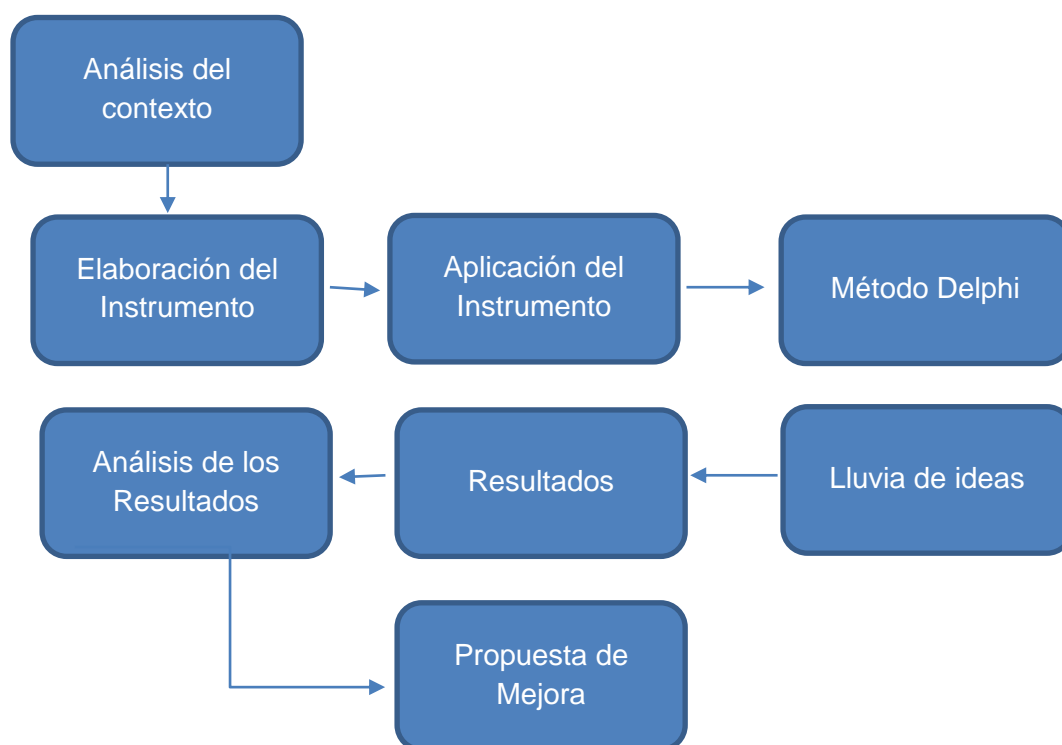 Análisis del
contexto
Elaboración del
Instrumento
Aplicación del
Instrumento
Método Delphi
Lluvia de ideas
Resultados
Análisis de los
Resultados
Propuesta de
Mejora